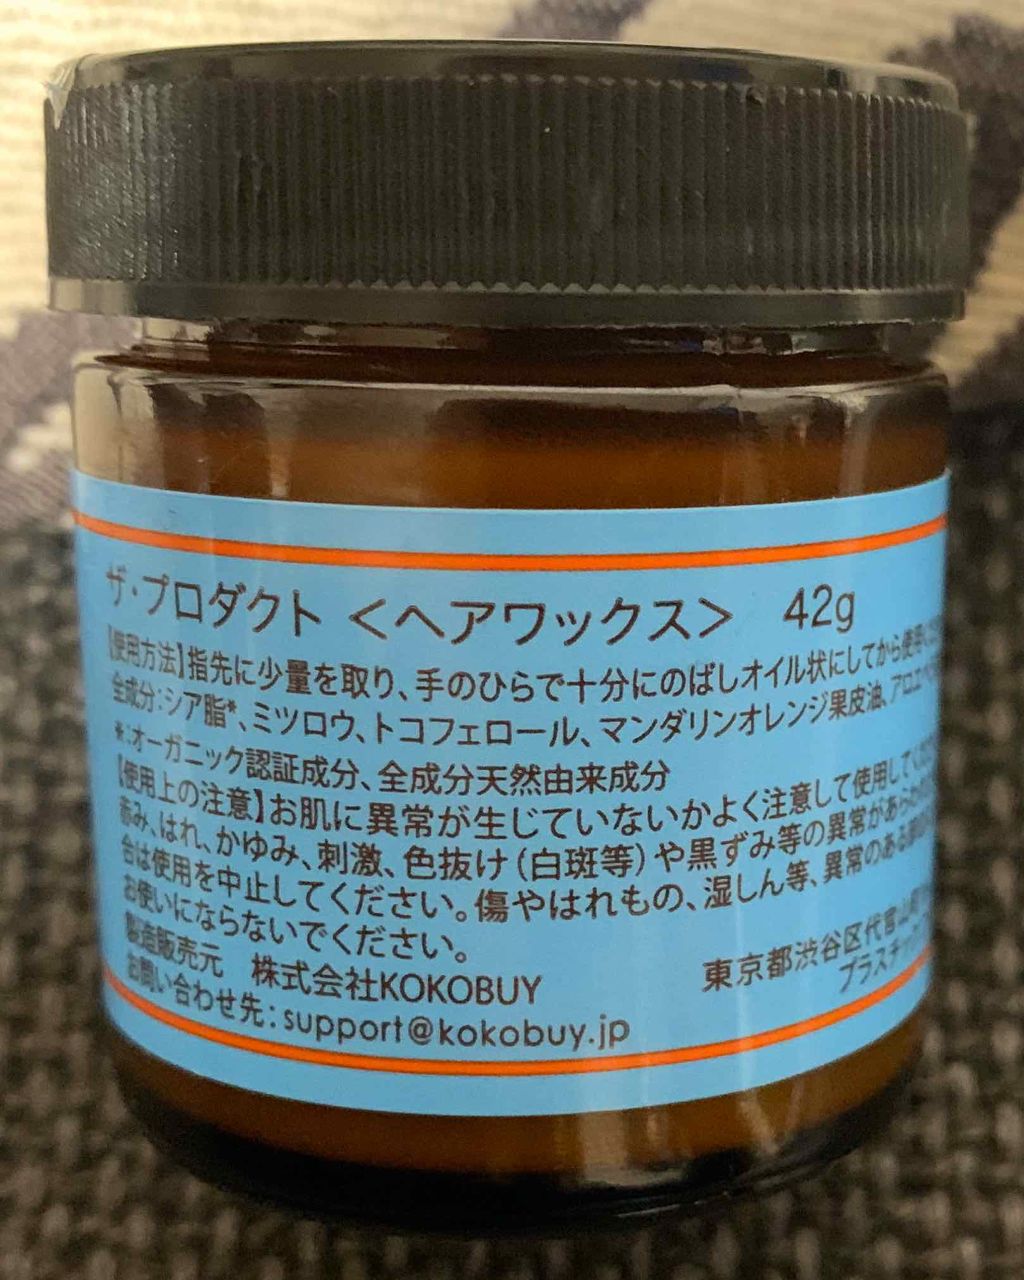 ザ・プロダクト <ヘアワックス> 42g
【使用方法】指先に少量を取り、手のひらで十分にのばしオイル状にしてから使用
全成分:シア脂*、ミツロウ、トコフェロール、マンダリンオレンジ果皮油、アロエベ
*:オーガニック認証成分、全成分天然由来成分
【使用上の注意】お肌に異常が生じていないかよく注意して使用してくだ
赤み、はれ、かゆみ、刺激、色抜け(白斑等)や黒ずみ等の異常があらわれ
合は使用を中止してください。傷やはれもの、湿しん等、異常のある部
お使いにならないでください。
製造販売元 株式会社KOKOBUY 東京都渋谷区代官山町
お問い合わせ先:support@kokobuy.jp プラスチック